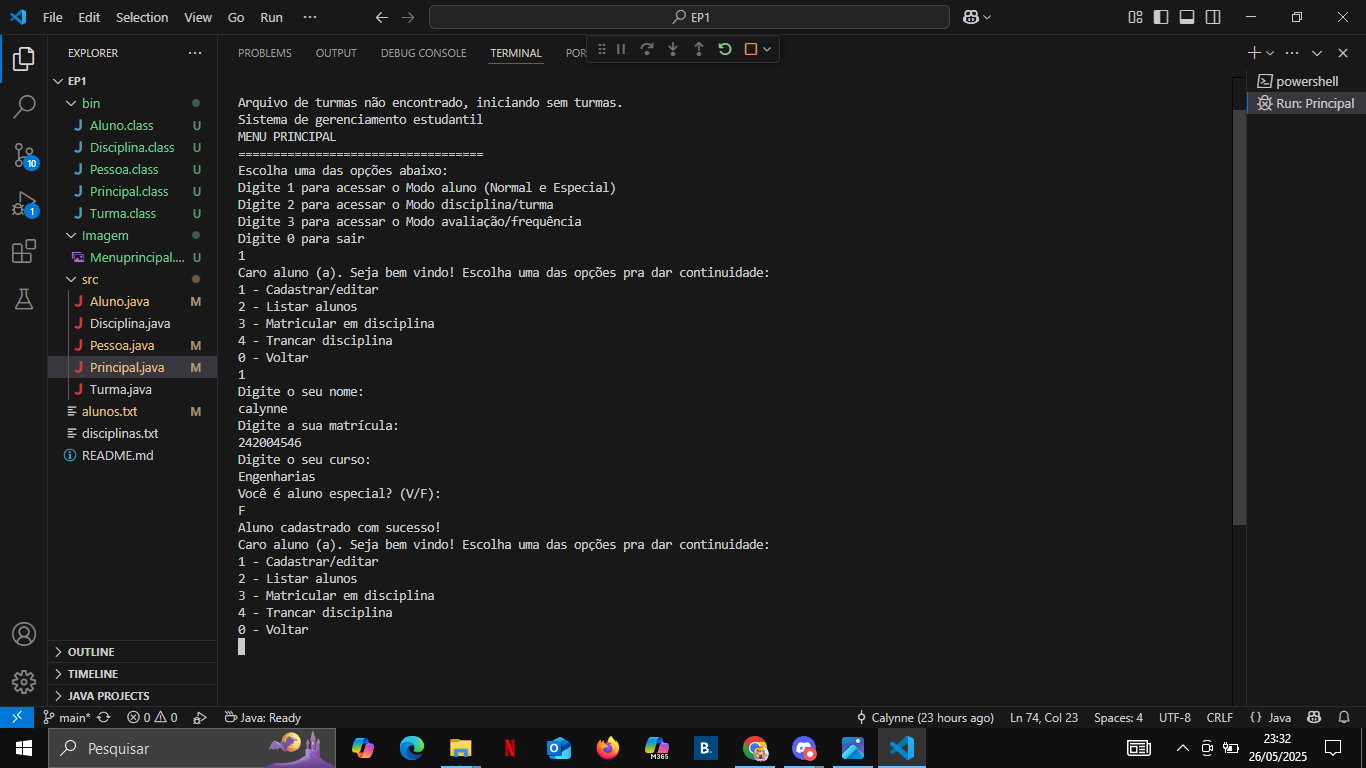 File Edit Selection View Go Run ··· EP1
EXPLORER ···
EP1
bin
Aluno.class U
Disciplina.class U
Pessoa.class U
Principal.class U
Turma.class U
Imagem
Menuprincipal.... U
src
Aluno.java M
Disciplina.java
Pessoa.java M
Principal.java M
Turma.java
alunos.txt M
disciplinas.txt
README.md
OUTLINE
TIMELINE
JAVA PROJECTS
10
1
PROBLEMS OUTPUT DEBUG CONSOLE TERMINAL POR
Arquivo de turmas não encontrado, iniciando sem turmas.
Sistema de gerenciamento estudantil
MENU PRINCIPAL
===================================
Escolha uma das opções abaixo:
Digite 1 para acessar o Modo aluno (Normal e Especial)
Digite 2 para acessar o Modo disciplina/turma
Digite 3 para acessar o Modo avaliação/frequência
Digite 0 para sair
1
Caro aluno (a). Seja bem vindo! Escolha uma das opções pra dar continuidade:
1 - Cadastrar/editar
2 - Listar alunos
3 - Matricular em disciplina
4 - Trancar disciplina
0 - Voltar
1
Digite o seu nome:
calynne
Digite a sua matrícula:
242004546
Digite o seu curso:
Engenharias
Você é aluno especial? (V/F):
F
Aluno cadastrado com sucesso!
Caro aluno (a). Seja bem vindo! Escolha uma das opções pra dar continuidade:
1 - Cadastrar/editar
2 - Listar alunos
3 - Matricular em disciplina
4 - Trancar disciplina
0 - Voltar
powershell
Run: Principal
main* 0 0 Java: Ready Calynne (23 hours ago) Ln 74, Col 23 Spaces: 4 UTF-8 CRLF {} Java
Pesquisar N M365 B. 23:32
26/05/2025